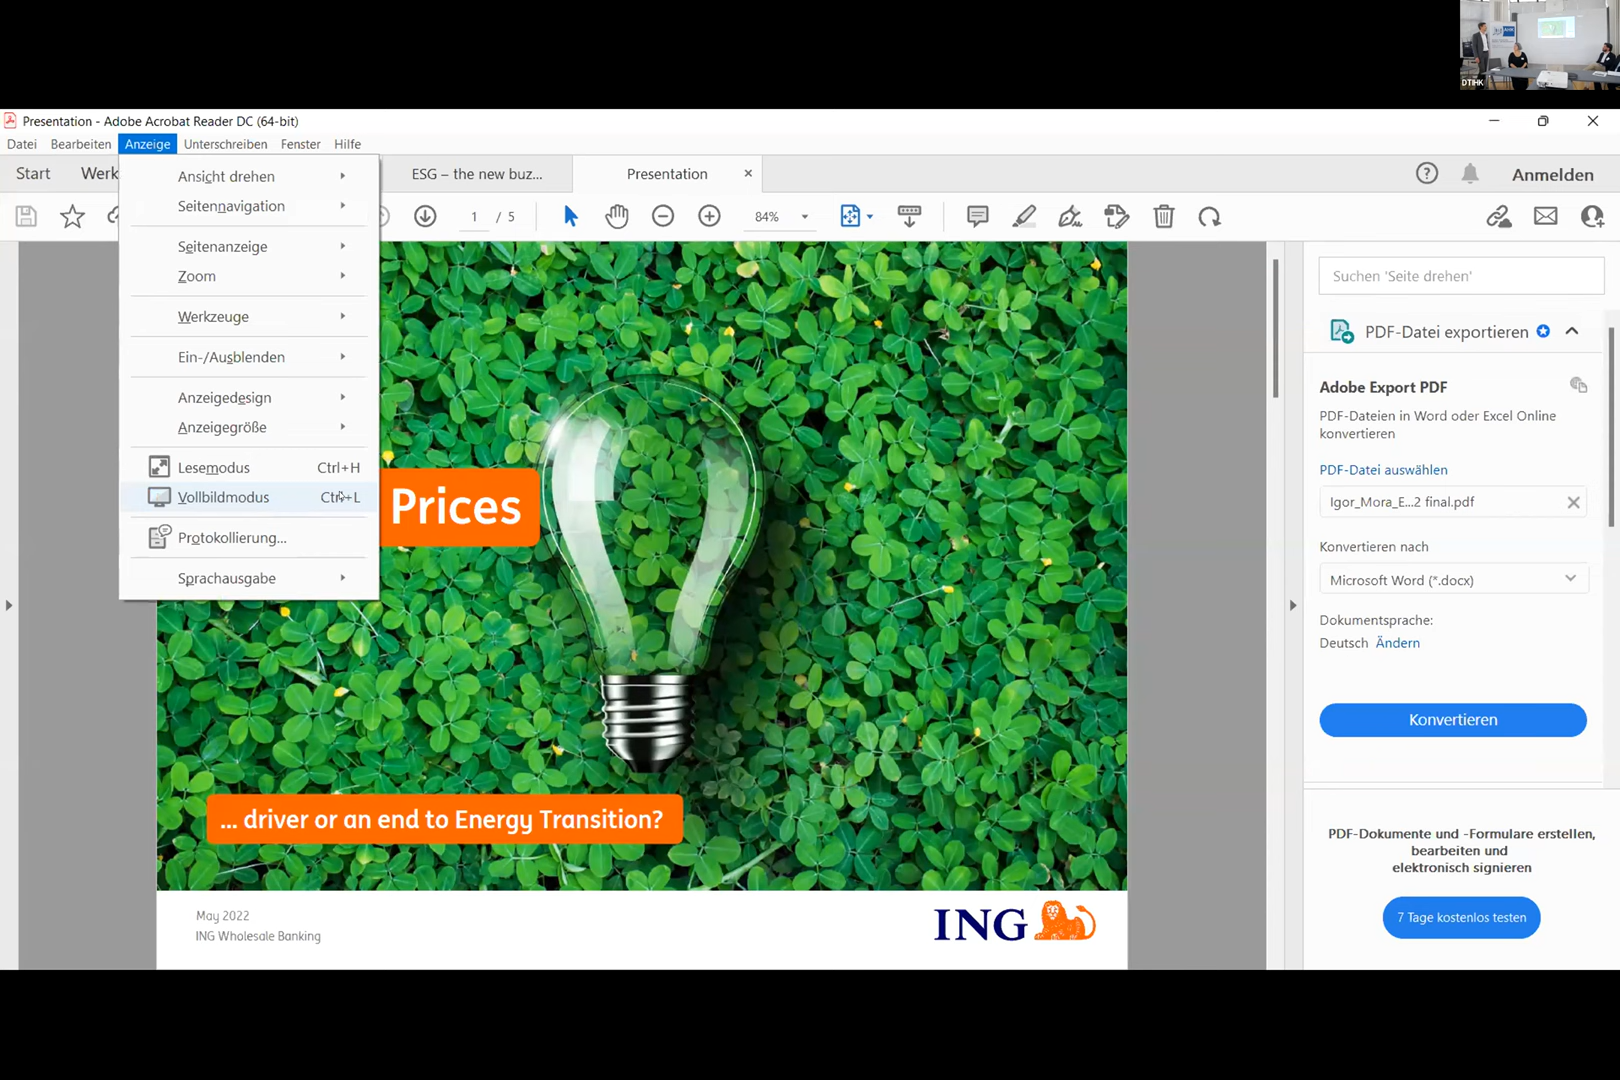 DTIHK
Presentation - Adobe Acrobat Reader DC (64-bit)
Datei Bearbeiten Anzeige Unterschreiben Fenster Hilfe
Start Werk ESG – the new buz... Presentation Anmelden
1 / 5 84%
Ansicht drehen
Seitennavigation
Seitenanzeige
Zoom
Werkzeuge
Ein-/Ausblenden
Anzeigedesign
Anzeigegröße
Lesemodus Ctrl+H
Vollbildmodus Ctrl+L
Protokollierung...
Sprachausgabe
Prices
... driver or an end to Energy Transition?
May 2022
ING Wholesale Banking
ING
Suchen 'Seite drehen'
PDF-Datei exportieren
Adobe Export PDF
PDF-Dateien in Word oder Excel Online
konvertieren
PDF-Datei auswählen
Igor_Mora_E...2 final.pdf
Konvertieren nach
Microsoft Word (*.docx)
Dokumentsprache:
Deutsch Ändern
Konvertieren
PDF-Dokumente und -Formulare erstellen,
bearbeiten und
elektronisch signieren
7 Tage kostenlos testen